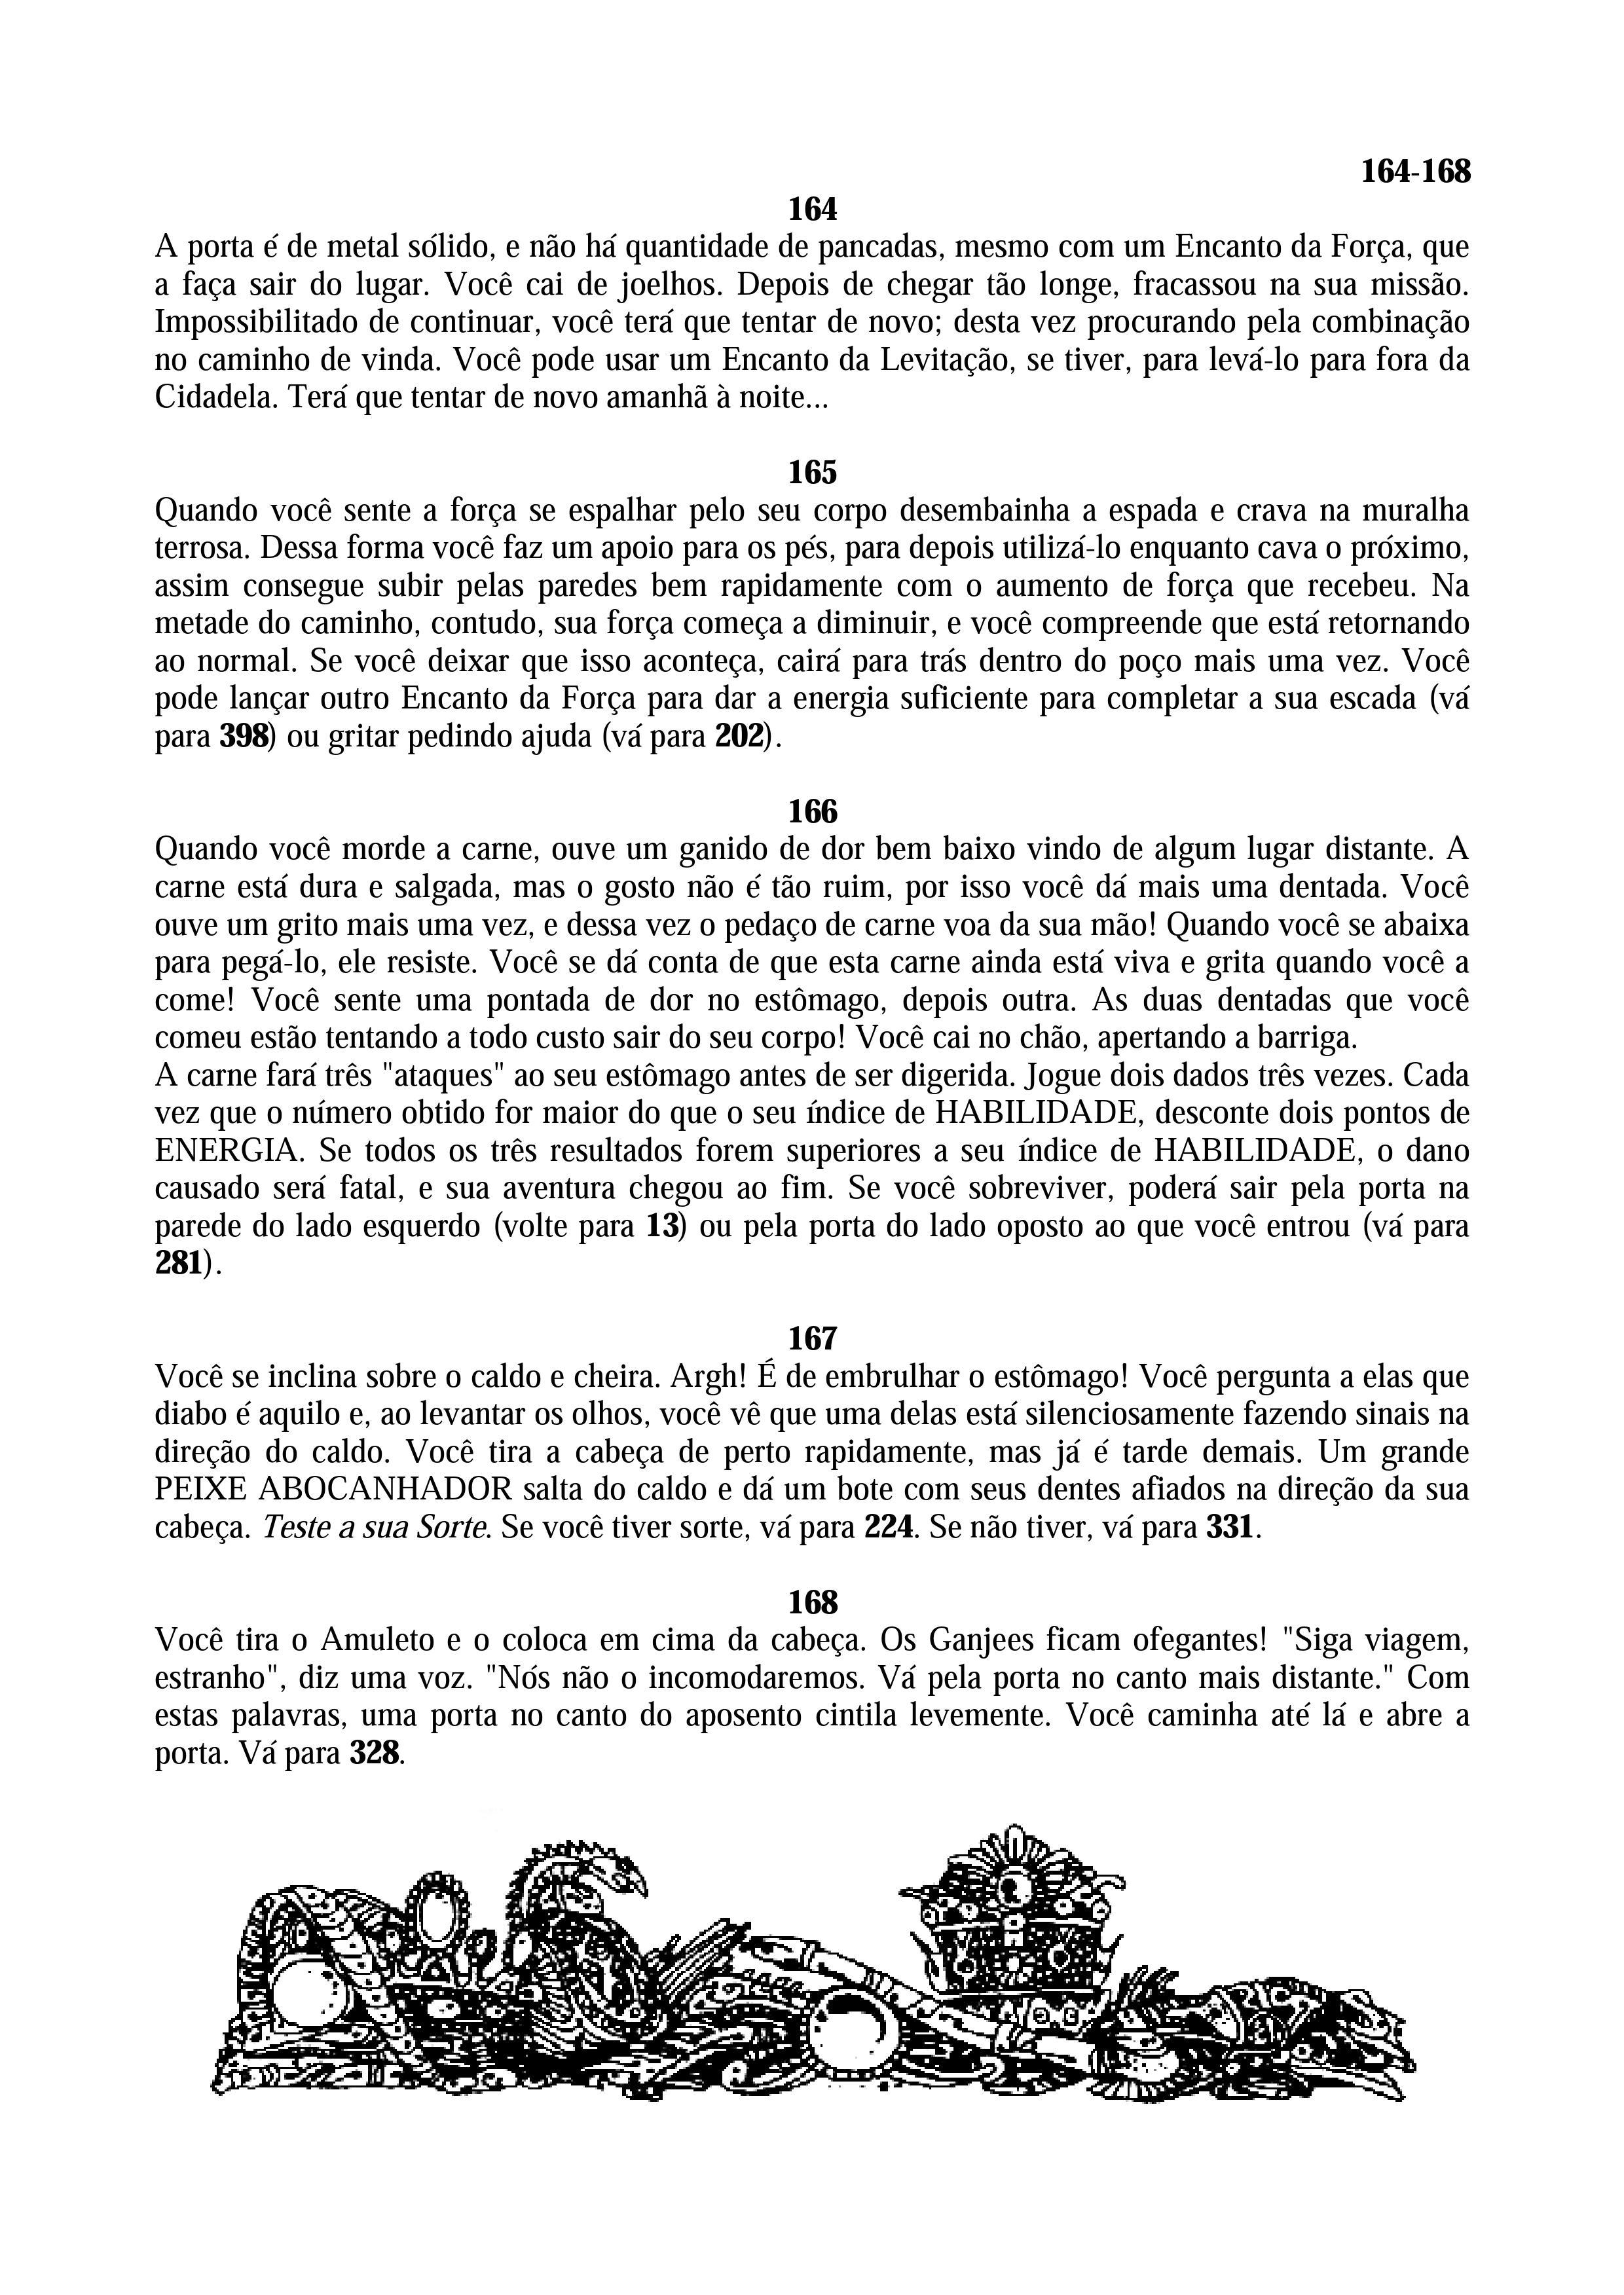 164-168
164
A porta é de metal sólido, e não há quantidade de pancadas, mesmo com um Encanto da Força, que
a faça sair do lugar. Você cai de joelhos. Depois de chegar tão longe, fracassou na sua missão.
Impossibilitado de continuar, você terá que tentar de novo; desta vez procurando pela combinação
no caminho de vinda. Você pode usar um Encanto da Levitação, se tiver, para levá-lo para fora da
Cidadela. Terá que tentar de novo amanhã à noite...
165
Quando você sente a força se espalhar pelo seu corpo desembainha a espada e crava na muralha
terrosa. Dessa forma você faz um apoio para os pés, para depois utilizá-lo enquanto cava o próximo,
assim consegue subir pelas paredes bem rapidamente com o aumento de força que recebeu. Na
metade do caminho, contudo, sua força começa a diminuir, e você compreende que está retornando
ao normal. Se você deixar que isso aconteça, cairá para trás dentro do poço mais uma vez. Você
pode lançar outro Encanto da Força para dar a energia suficiente para completar a sua escada (vá
para 398) ou gritar pedindo ajuda (vá para 202).
166
Quando você morde a carne, ouve um ganido de dor bem baixo vindo de algum lugar distante. A
carne está dura e salgada, mas o gosto não é tão ruim, por isso você dá mais uma dentada. Você
ouve um grito mais uma vez, e dessa vez o pedaço de carne voa da sua mão! Quando você se abaixa
para pegá-lo, ele resiste. Você se dá conta de que esta carne ainda está viva e grita quando você a
come! Você sente uma pontada de dor no estômago, depois outra. As duas dentadas que você
comeu estão tentando a todo custo sair do seu corpo! Você cai no chão, apertando a barriga.
A carne fará três "ataques" ao seu estômago antes de ser digerida. Jogue dois dados três vezes. Cada
vez que o número obtido for maior do que o seu índice de HABILIDADE, desconte dois pontos de
ENERGIA. Se todos os três resultados forem superiores a seu índice de HABILIDADE, o dano
causado será fatal, e sua aventura chegou ao fim. Se você sobreviver, poderá sair pela porta na
parede do lado esquerdo (volte para 13) ou pela porta do lado oposto ao que você entrou (vá para
281).
167
Você se inclina sobre o caldo e cheira. Argh! É de embrulhar o estômago! Você pergunta a elas que
diabo é aquilo e, ao levantar os olhos, você vê que uma delas está silenciosamente fazendo sinais na
direção do caldo. Você tira a cabeça de perto rapidamente, mas já é tarde demais. Um grande
PEIXE ABOCANHADOR salta do caldo e dá um bote com seus dentes afiados na direção da sua
cabeça. Teste a sua Sorte. Se você tiver sorte, vá para 224. Se não tiver, vá para 331.
168
Você tira o Amuleto e o coloca em cima da cabeça. Os Ganjees ficam ofegantes! "Siga viagem,
estranho", diz uma voz. "Nós não o incomodaremos. Vá pela porta no canto mais distante." Com
estas palavras, uma porta no canto do aposento cintila levemente. Você caminha até lá e abre a
porta. Vá para 328.